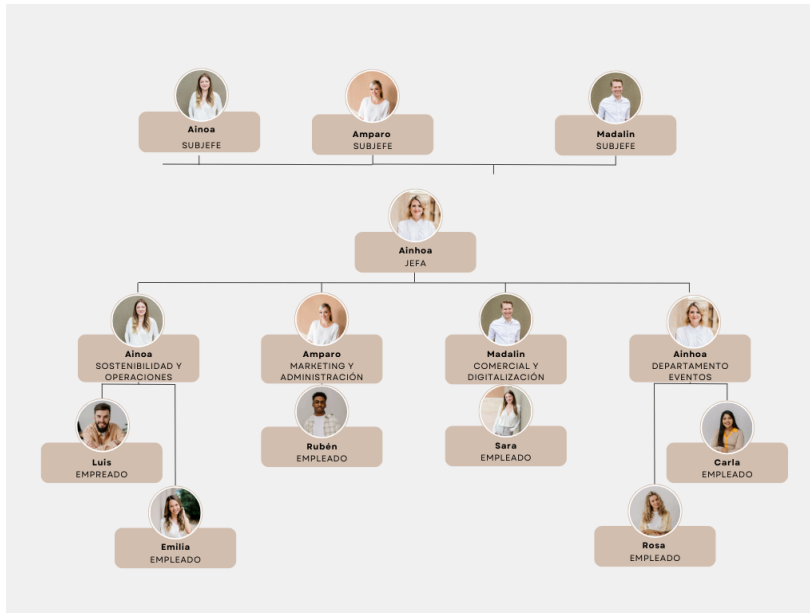 Ainoa
SUBJEFE
Amparo
SUBJEFE
Madalin
SUBJEFE
Ainhoa
JEFA
Ainoa
SOSTENIBILIDAD Y
OPERACIONES
Amparo
MARKETING Y
ADMINISTRACIÓN
Madalin
COMERCIAL Y
DIGITALIZACIÓN
Ainhoa
DEPARTAMENTO
EVENTOS
Luis
EMPREADO
Rubén
EMPLEADO
Sara
EMPLEADO
Carla
EMPLEADO
Emilia
EMPLEADO
Rosa
EMPLEADO